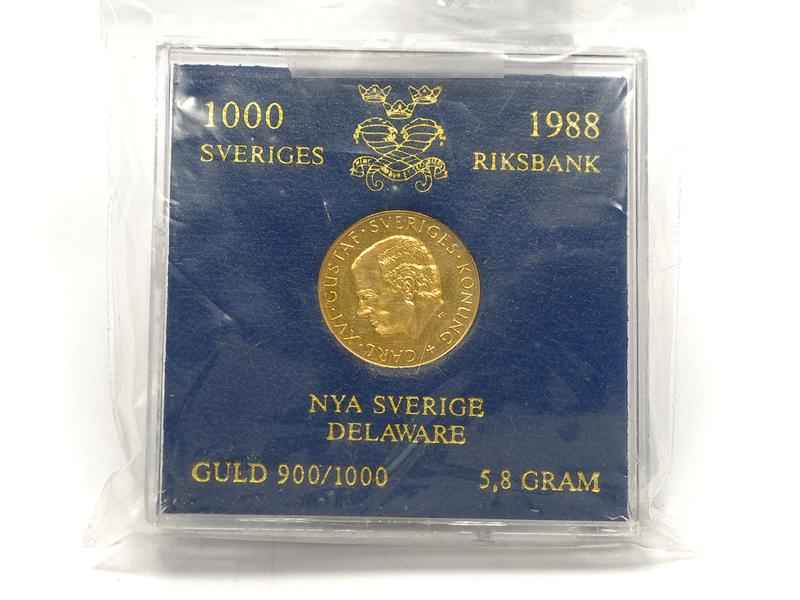 1000
1988
SVERIGES
RIKSBANK
CARL·XVI·GUSTAF·SVERIGES·KONUNG
NYA SVERIGE
DELAWARE
GULD 900/1000
5,8 GRAM